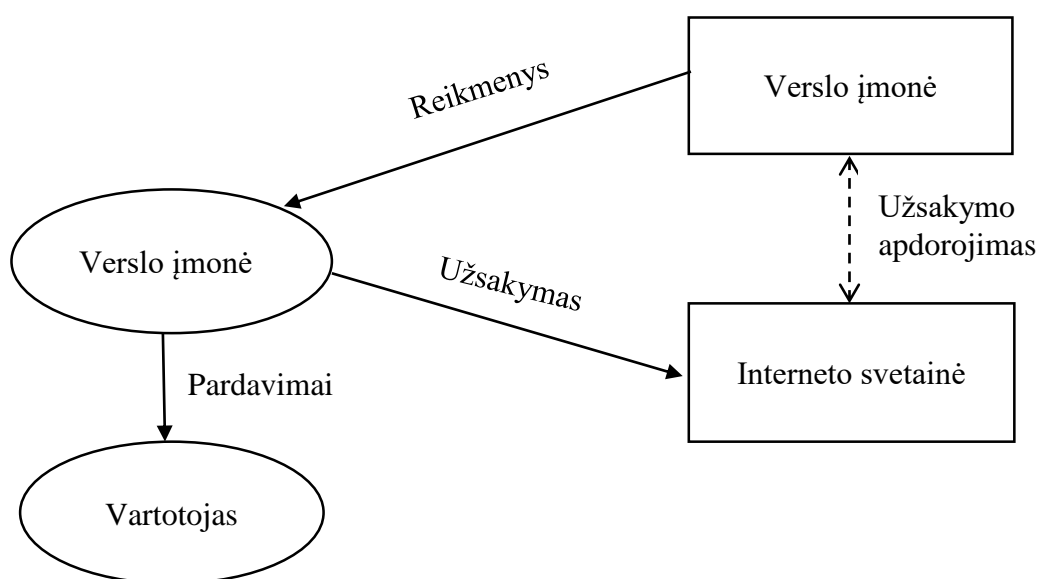 Verslo įmonė
Reikmenys
Užsakymo
apdorojimas
Verslo įmonė
Užsakymas
Interneto svetainė
Pardavimai
Vartotojas